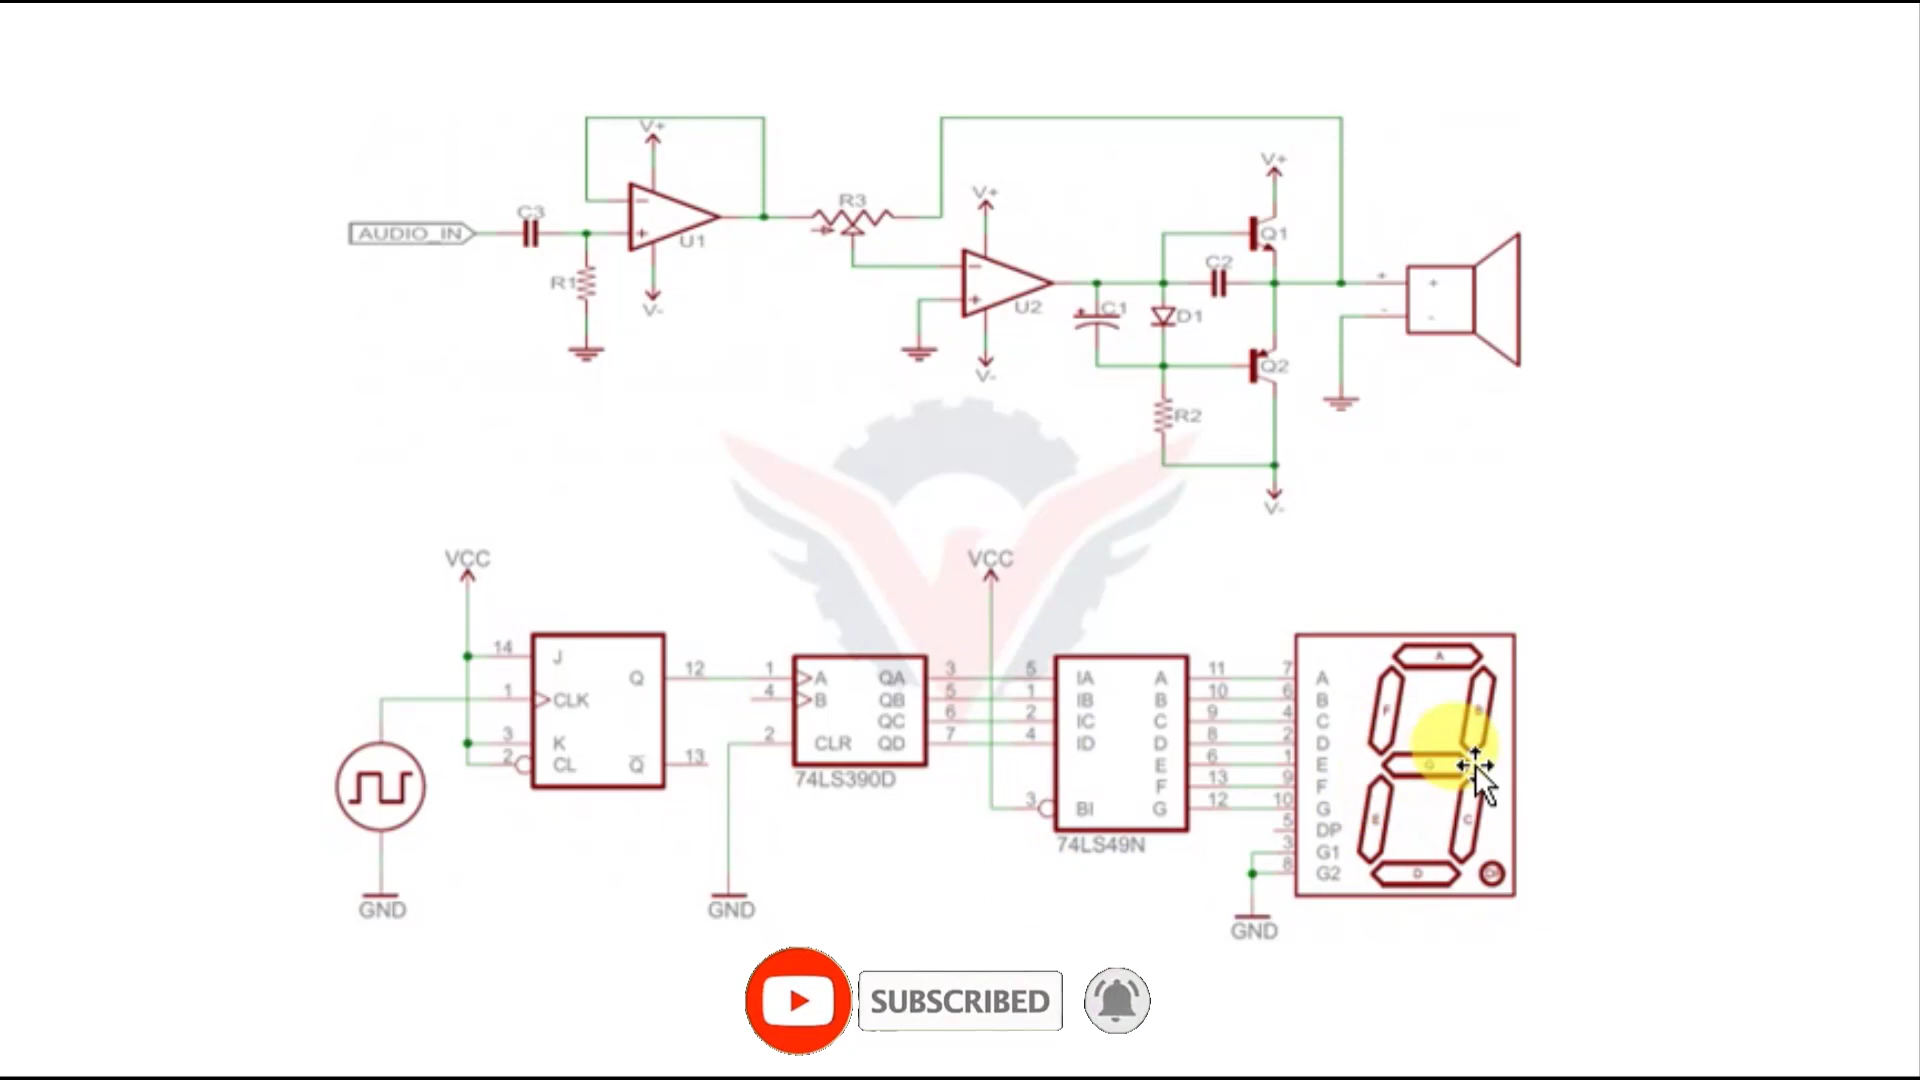 V+
V+
V+
C3
R3
AUDIO_IN
U1
Q1
R1
C2
V-
U2
C1
D1
Q2
V-
R2
V-
VCC
VCC
14 J Q 12
1 CLK
3 K
2 CL Q 13
1 A QA 3
4 B QB 5
QC 6
2 CLR QD 7
74LS390D
5 IA A 11
1 IB B 10
2 IC C 9
4 ID D 8
E 6
F 13
3 BI G 12
74LS49N
7 A
6 B
4 C
2 D
1 E
9 F
10 G
5 DP
3 G1
8 G2
A
F B
G
E C
D
GND
GND
GND
SUBSCRIBED